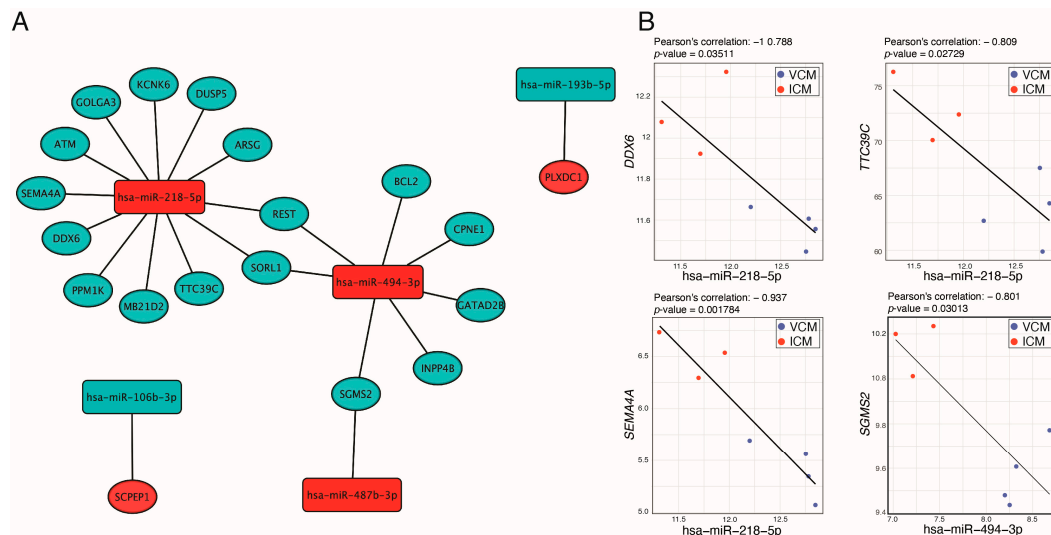 A
KCNK6
GOLGA3
DUSP5
ATM
ARSG
SEMA4A
hsa-miR-218-5p
DDX6
REST
PPM1K
MB21D2
TTC39C
SORL1
BCL2
CPNE1
hsa-miR-494-3p
GATAD2B
INPP4B
SGMS2
hsa-miR-487b-3p
hsa-miR-193b-5p
PLXDC1
hsa-miR-106b-3p
SCPEP1
B
Pearson's correlation: −1 0.788
p-value = 0.03511
VCM
ICM
12.2
12
11.8
11.6
DDX6
11.5 12.0 12.5
hsa-miR-218-5p
Pearson's correlation: − 0.809
p-value = 0.02729
VCM
ICM
75
70
65
60
TTC39C
11.5 12.0 12.5
hsa-miR-218-5p
Pearson's correlation: − 0.937
p-value = 0.001784
VCM
ICM
6.5
6.0
5.5
5.0
SEMA4A
11.5 12.0 12.5
hsa-miR-218-5p
Pearson's correlation: − 0.801
p-value = 0.03013
VCM
ICM
10.2
10.8
9.8
9.6
9.4
SGMS2
7.0 7.5 8.0 8.5
hsa-miR-494-3p